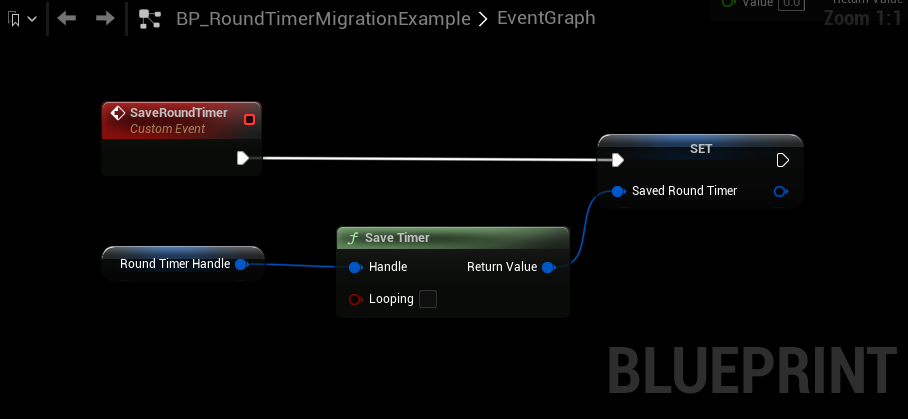 Value 0.0
Return Value
BP_RoundTimerMigrationExample > EventGraph
Zoom 1:1
SaveRoundTimer
Custom Event
SET
Saved Round Timer
f Save Timer
Round Timer Handle
Handle
Return Value
Looping
BLUEPRINT